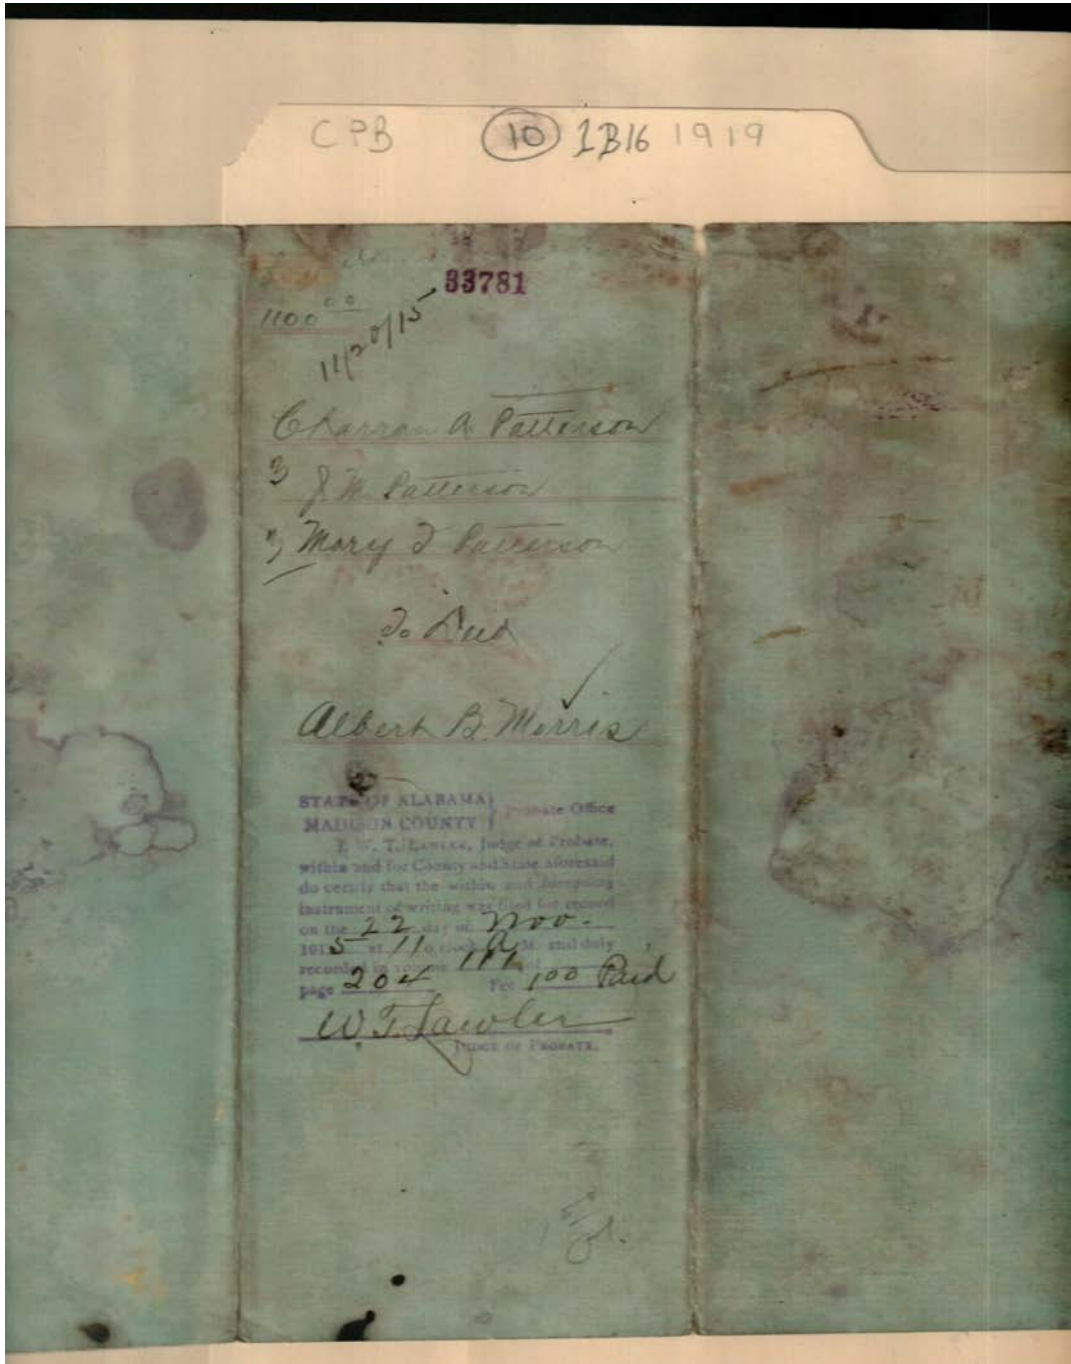 CPB 10 1B16 1919
33781
1100 00
11/20/15
A. Patterson
3 J. M. Patterson
Mary J Patterson
To Deed
Albert B. Morris
STATE OF ALABAMA Probate Office
MADISON COUNTY
I, W. T. Lawler, Judge of Probate,
within and for County and State aforesaid
do certify that the within and foregoing
instrument of writing was filed for record
on the 22 day of Nov.
1915 at 11 o'clock A M. and duly
recorded in
page 204 Fee 100 Paid
W. T. Lawler
JUDGE OF PROBATE.